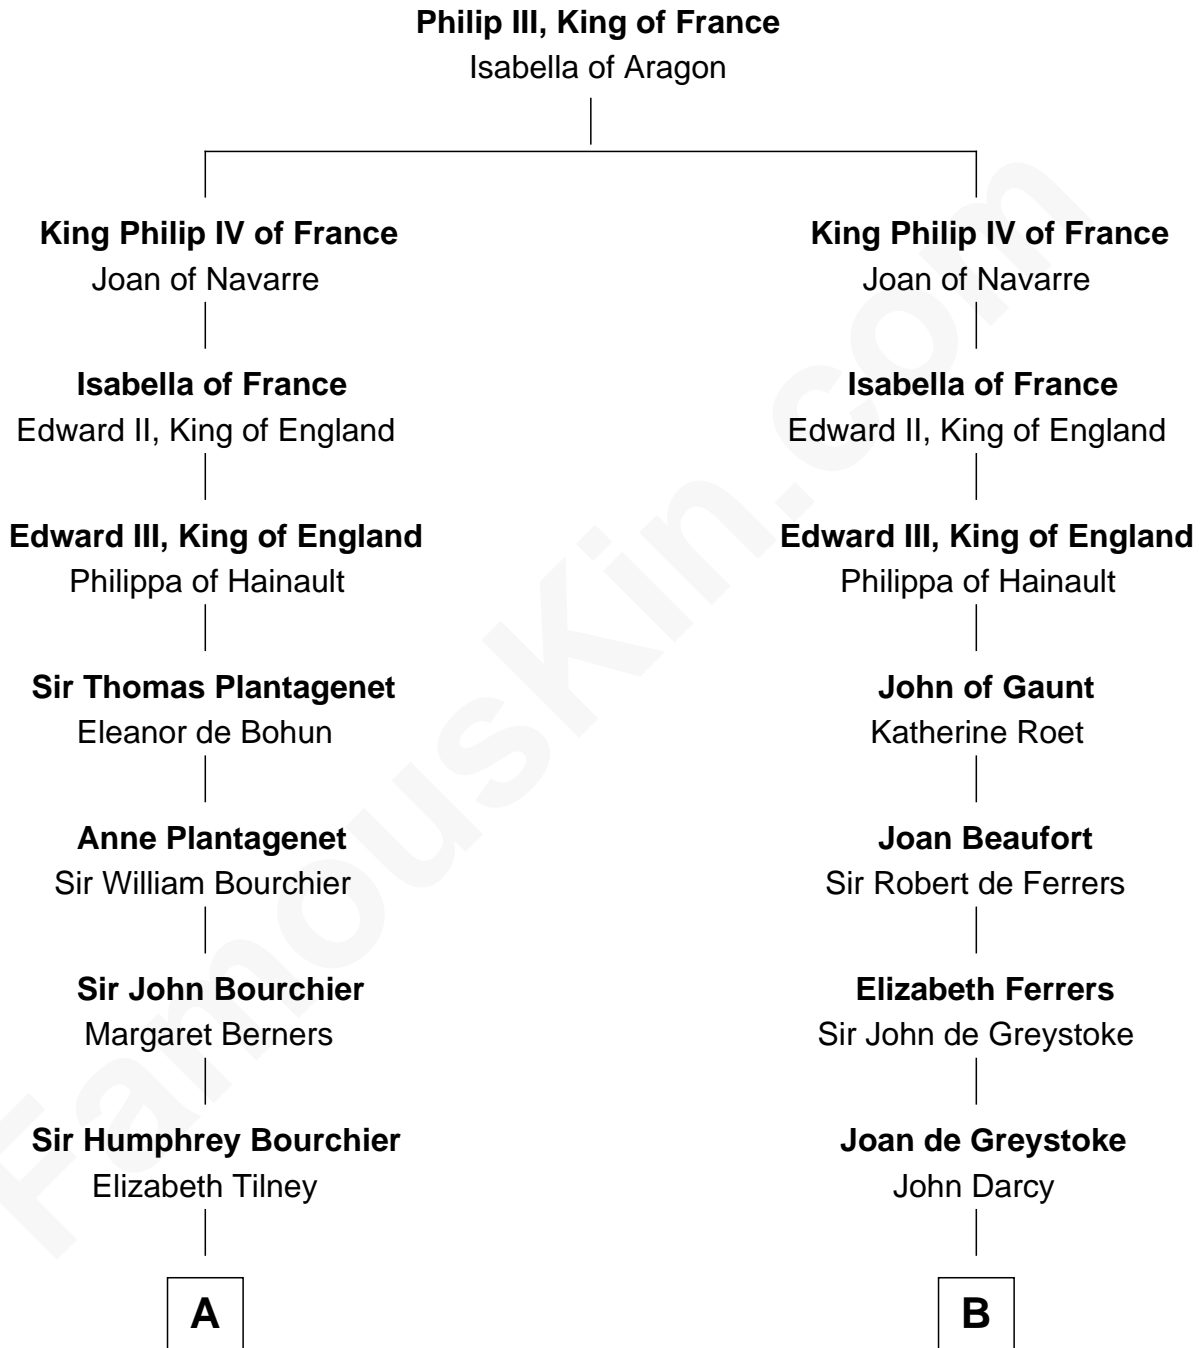 Philip III, King of France
Isabella of Aragon
King Philip IV of France
Joan of Navarre
Isabella of France
Edward II, King of England
Edward III, King of England
Philippa of Hainault
Sir Thomas Plantagenet
Eleanor de Bohun
Anne Plantagenet
Sir William Bourchier
Sir John Bourchier
Margaret Berners
Sir Humphrey Bourchier
Elizabeth Tilney
A
King Philip IV of France
Joan of Navarre
Isabella of France
Edward II, King of England
Edward III, King of England
Philippa of Hainault
John of Gaunt
Katherine Roet
Joan Beaufort
Sir Robert de Ferrers
Elizabeth Ferrers
Sir John de Greystoke
Joan de Greystoke
John Darcy
B
FamousKin.com